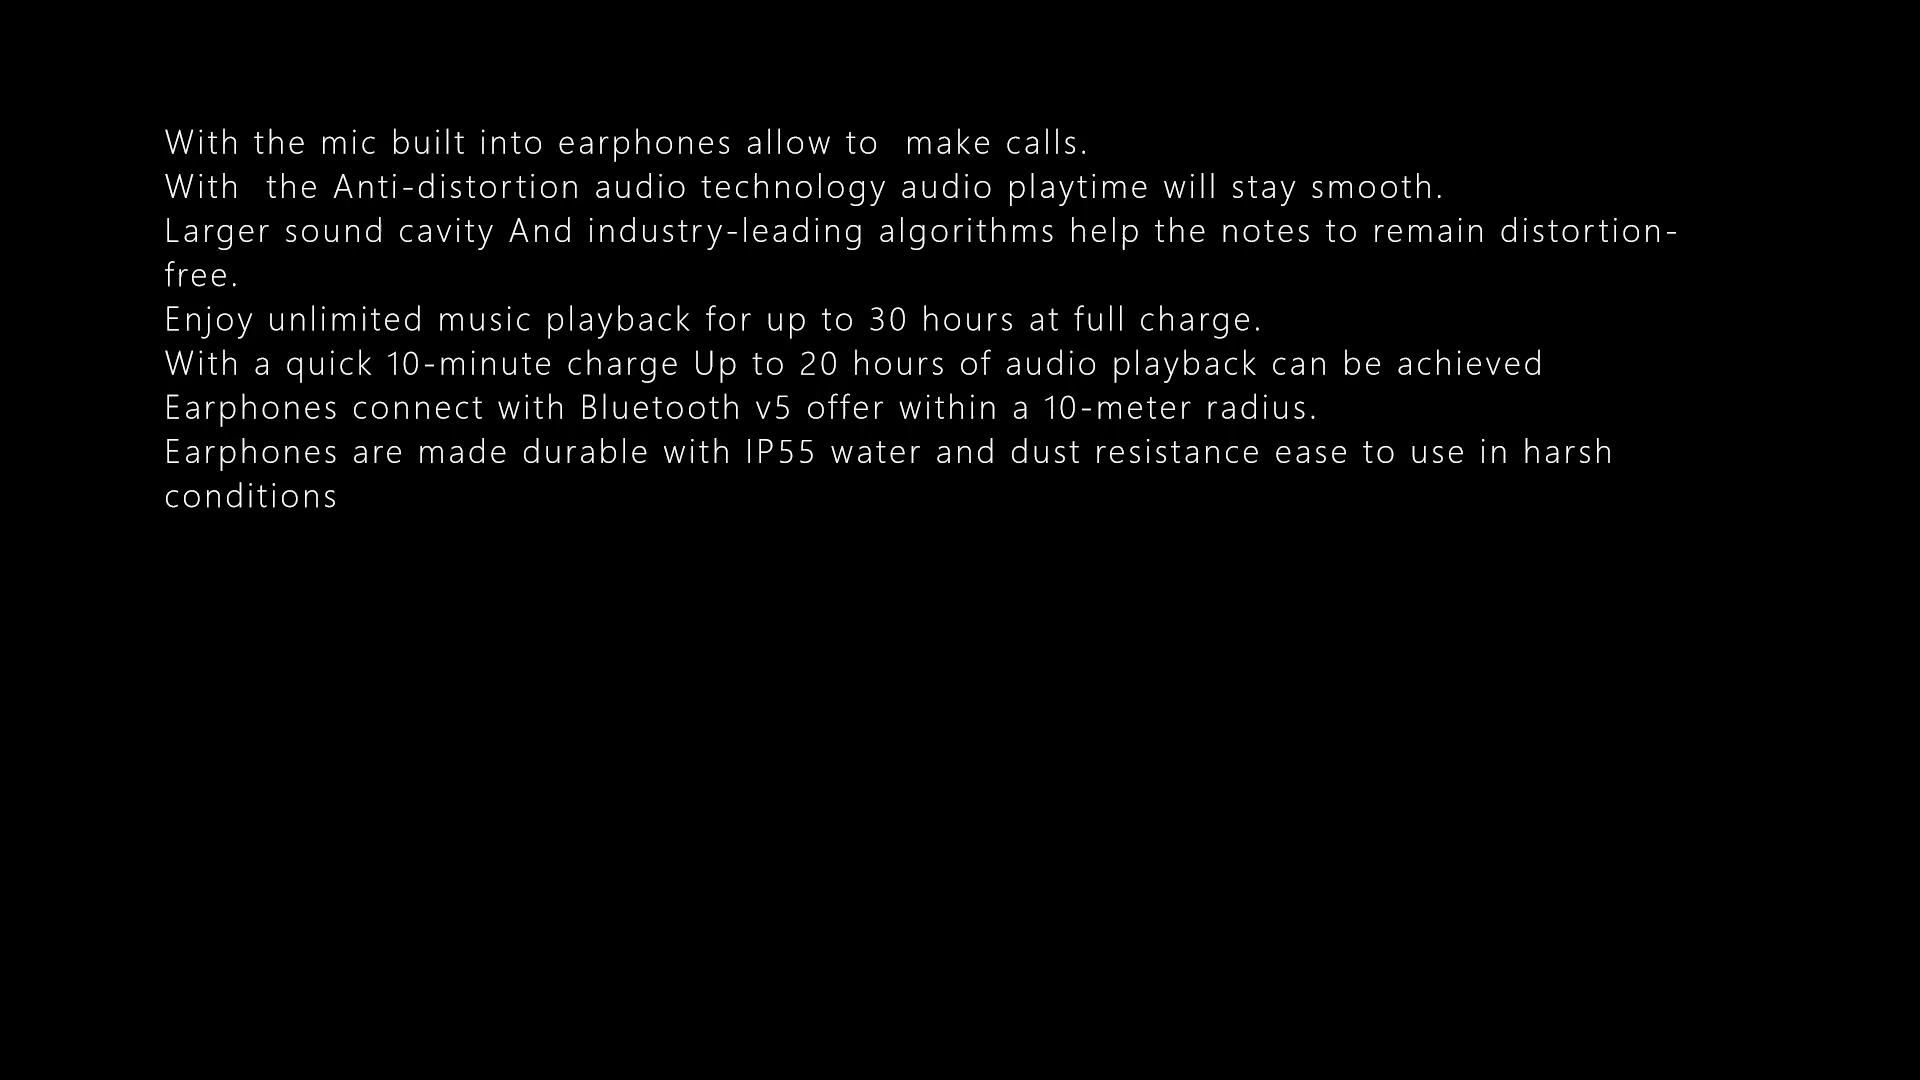 With the mic built into earphones allow to  make calls.
With  the Anti-distortion audio technology audio playtime will stay smooth.
Larger sound cavity And industry-leading algorithms help the notes to remain distortion-
free.
Enjoy unlimited music playback for up to 30 hours at full charge.
With a quick 10-minute charge Up to 20 hours of audio playback can be achieved
Earphones connect with Bluetooth v5 offer within a 10-meter radius.
Earphones are made durable with IP55 water and dust resistance ease to use in harsh
conditions